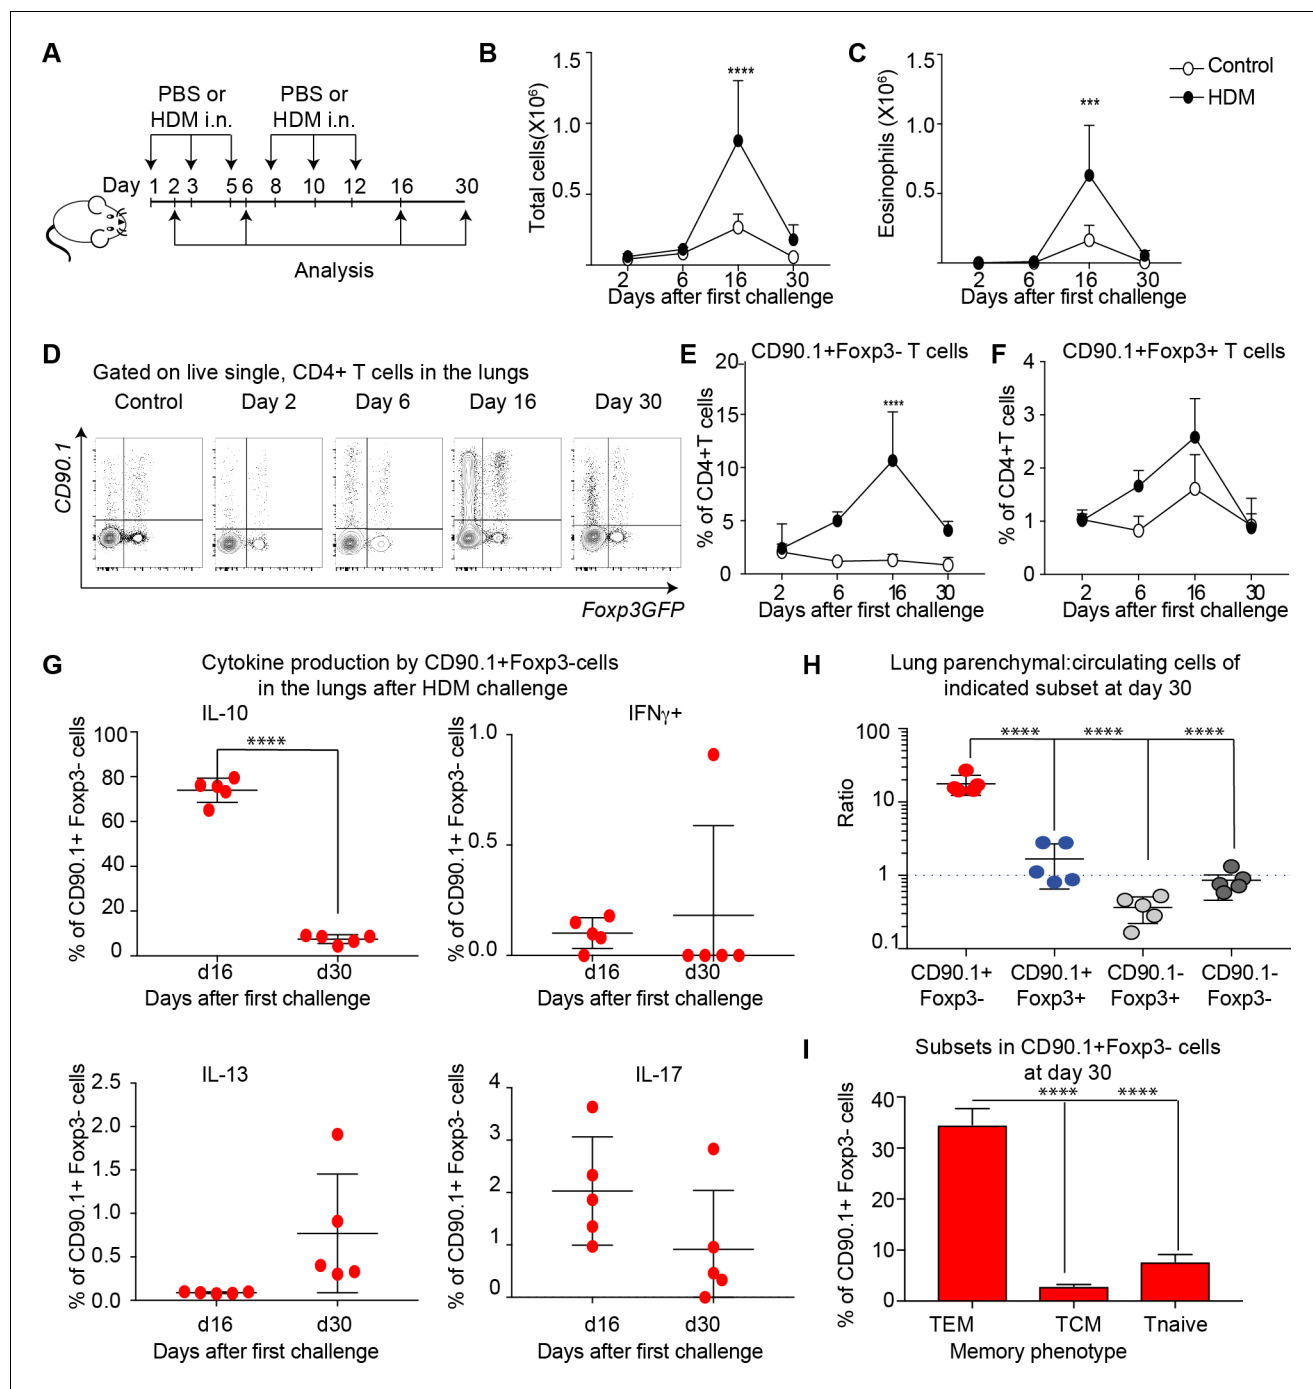 A
PBS or
HDM i.n.
PBS or
HDM i.n.
Day 1 2 3 5 6 8 10 12 16 30
Analysis
B
Total cells(X10⁶)
1.5
1.0
0.5
****
2 6 16 30
Days after first challenge
C
Eosinophils (X10⁶)
1.5
1.0
0.5
***
2 6 16 30
Days after first challenge
Control
HDM
D
Gated on live single, CD4+ T cells in the lungs
Control Day 2 Day 6 Day 16 Day 30
CD90.1
Foxp3GFP
E
CD90.1+Foxp3- T cells
% of CD4+T cells
20
15
10
5
0
****
2 6 16 30
Days after first challenge
F
CD90.1+Foxp3+ T cells
% of CD4+T cells
4
3
2
1
0
2 6 16 30
Days after first challenge
G
Cytokine production by CD90.1+Foxp3-cells
in the lungs after HDM challenge
IL-10
% of CD90.1+ Foxp3- cells
100
80
60
40
20
0
****
d16 d30
Days after first challenge
IFNγ+
% of CD90.1+ Foxp3- cells
1.0
0.5
0.0
d16 d30
Days after first challenge
IL-13
% of CD90.1+ Foxp3- cells
2.5
2.0
1.5
1.0
0.5
0.0
d16 d30
Days after first challenge
IL-17
% of CD90.1+ Foxp3- cells
4
3
2
1
0
d16 d30
Days after first challenge
H
Lung parenchymal:circulating cells of
indicated subset at day 30
Ratio
100
10
1
0.1
**** **** ****
CD90.1+ CD90.1+ CD90.1- CD90.1-
Foxp3- Foxp3+ Foxp3+ Foxp3-
I
Subsets in CD90.1+Foxp3- cells
at day 30
% of CD90.1+ Foxp3- cells
40
30
20
10
0
**** ****
TEM TCM Tnaive
Memory phenotype